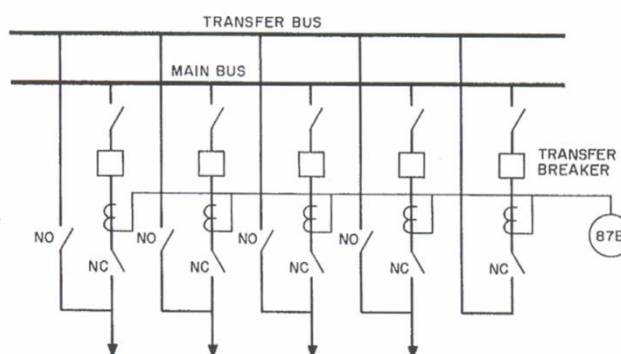 TRANSFER BUS
MAIN BUS
TRANSFER
BREAKER
NO
NO
NO
NO
87B
NC
NC
NC
NC
NC